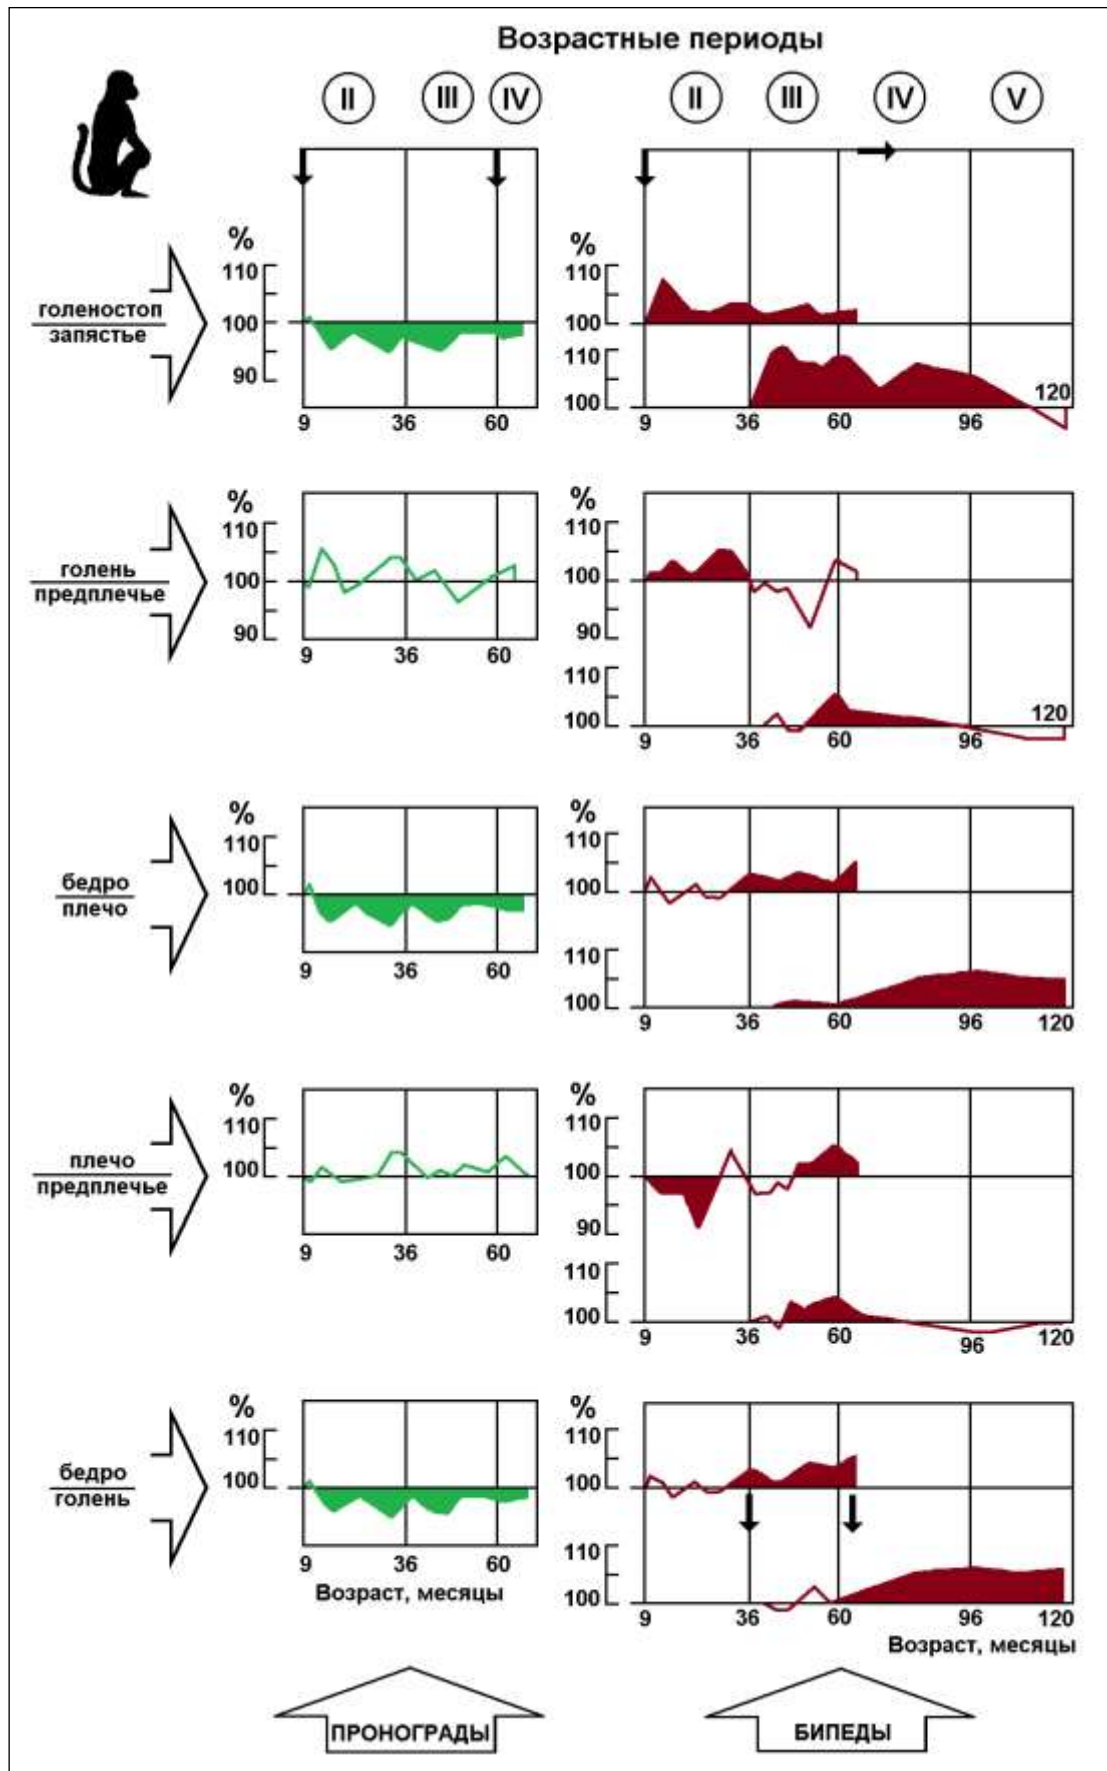 Возрастные периоды
II III IV II III IV V
% %
110 110
голеностоп
запястье
100 100
110
90 100 120
9 36 60 9 36 60 96
% %
110 110
голень
предплечье
100 100
90 90
9 36 60
110
100 120
9 36 60 96
% %
110 110
бедро
плечо
100 100
9 36 60
110
100
9 36 60 96 120
% %
110 110
плечо
предплечье
100 100
90
9 36 60
110
100
9 36 60 96 120
% %
110 110
бедро
голень
100 100
9 36 60
110
Возраст, месяцы
100
9 36 60 96 120
Возраст, месяцы
ПРОНОГРАДЫ БИПЕДЫ